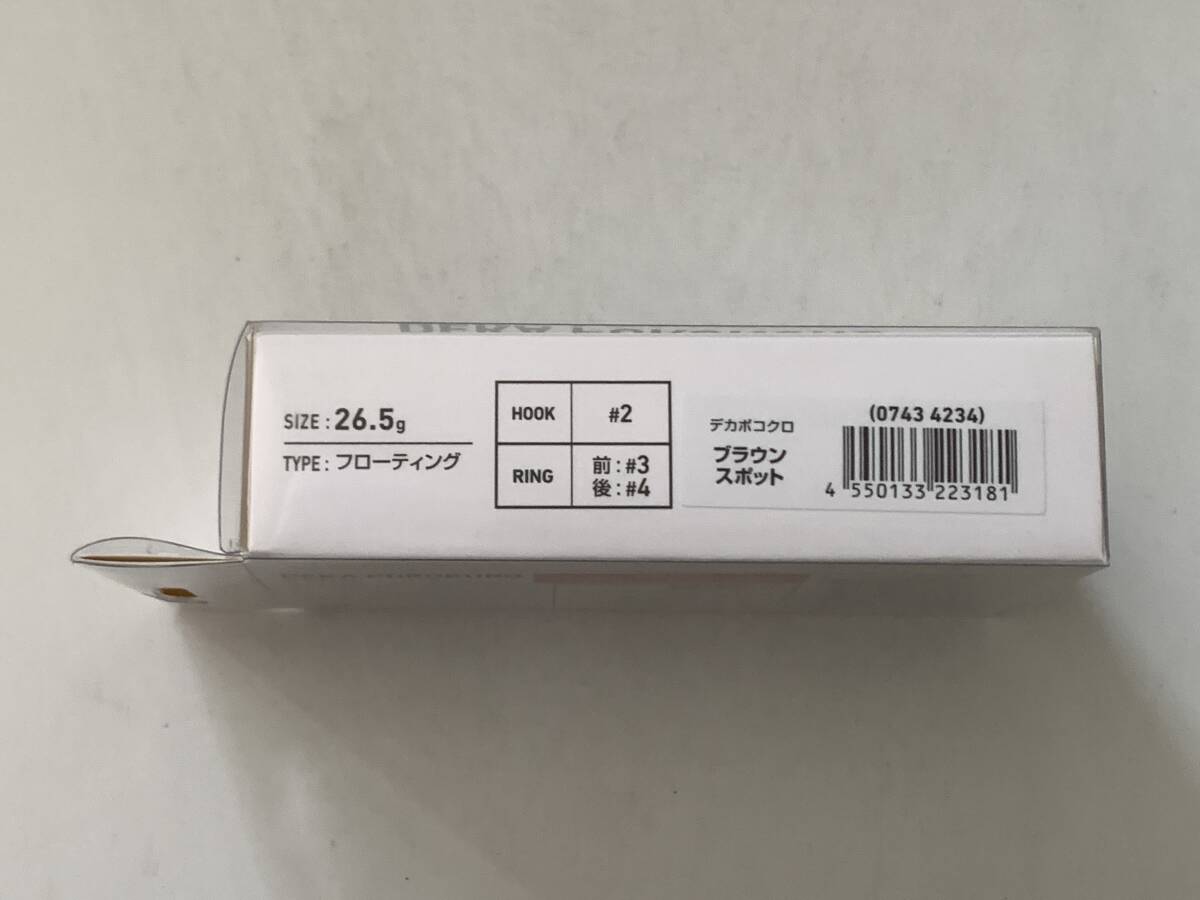 SIZE : 26.5g
TYPE : フローティング
HOOK #2
RING 前 : #3
後 : #4
デカポコクロ
ブラウン
スポット
(0743 4234)
4 550133 223181